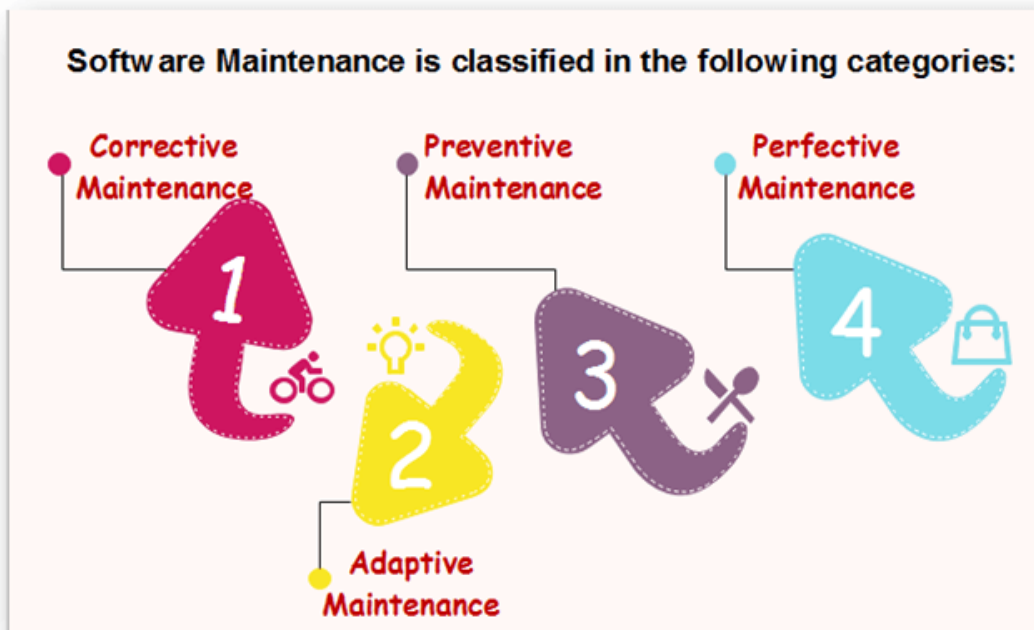 Software Maintenance is classified in the following categories:
Corrective
Maintenance
1
2
Adaptive
Maintenance
Preventive
Maintenance
3
Perfective
Maintenance
4